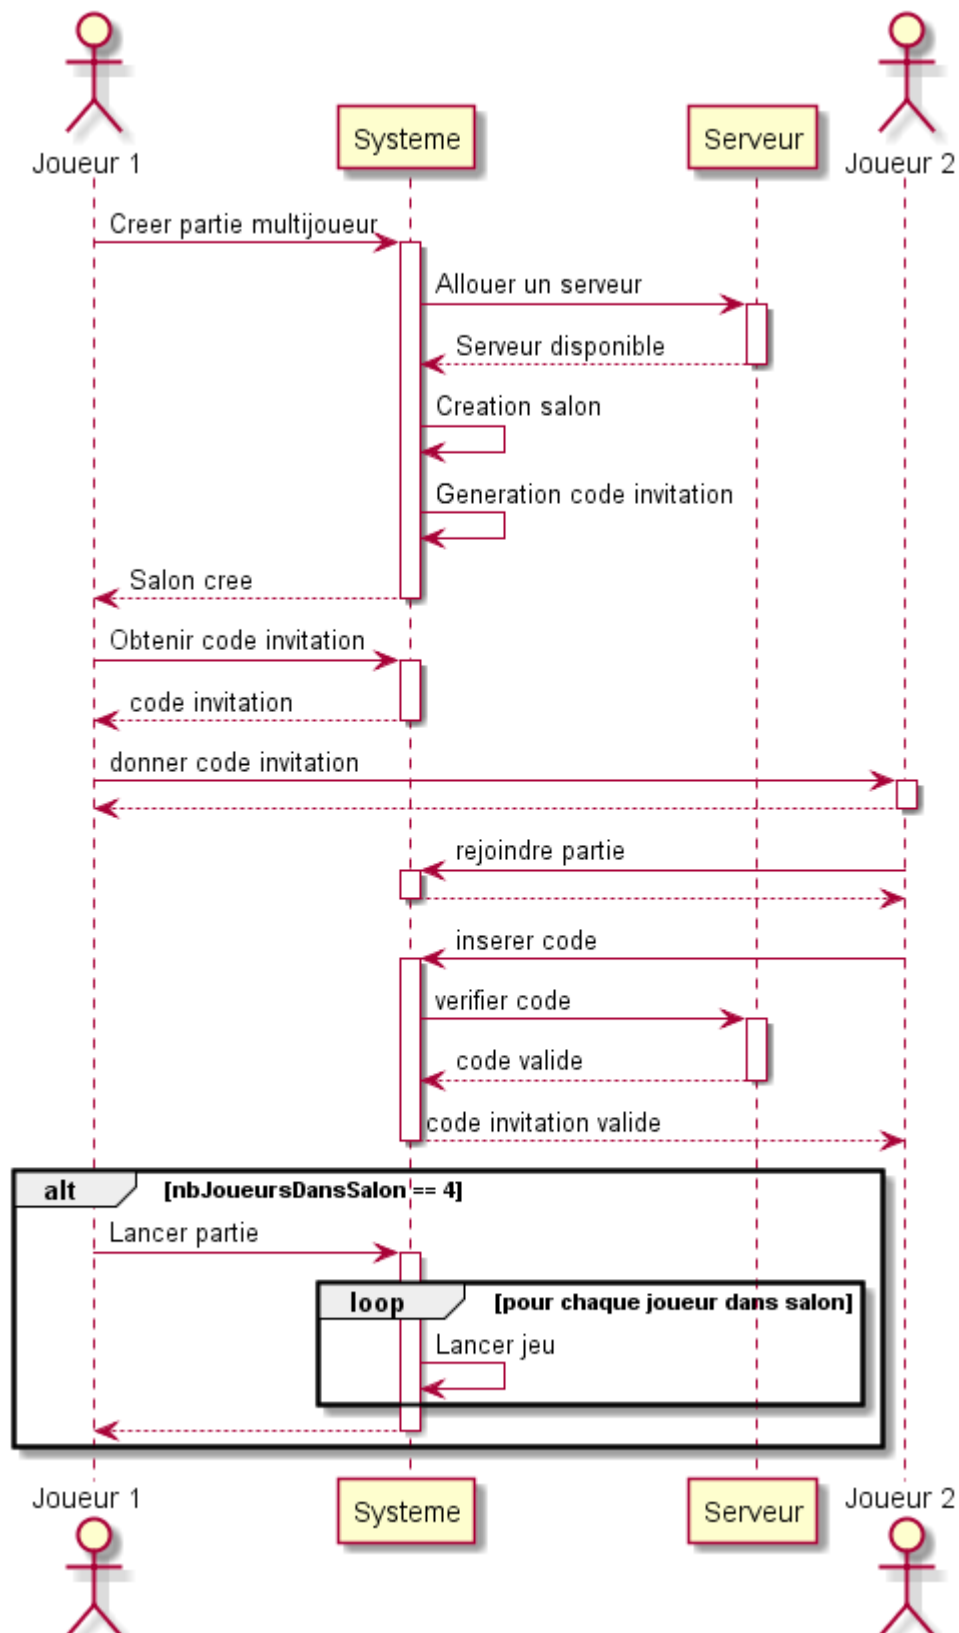 Joueur 1
Systeme
Serveur
Joueur 2
Creer partie multijoueur
Allouer un serveur
Serveur disponible
Creation salon
Generation code invitation
Salon cree
Obtenir code invitation
code invitation
donner code invitation
rejoindre partie
inserer code
verifier code
code valide
code invitation valide
alt [nbJoueursDansSalon == 4]
Lancer partie
loop [pour chaque joueur dans salon]
Lancer jeu
Joueur 1
Systeme
Serveur
Joueur 2